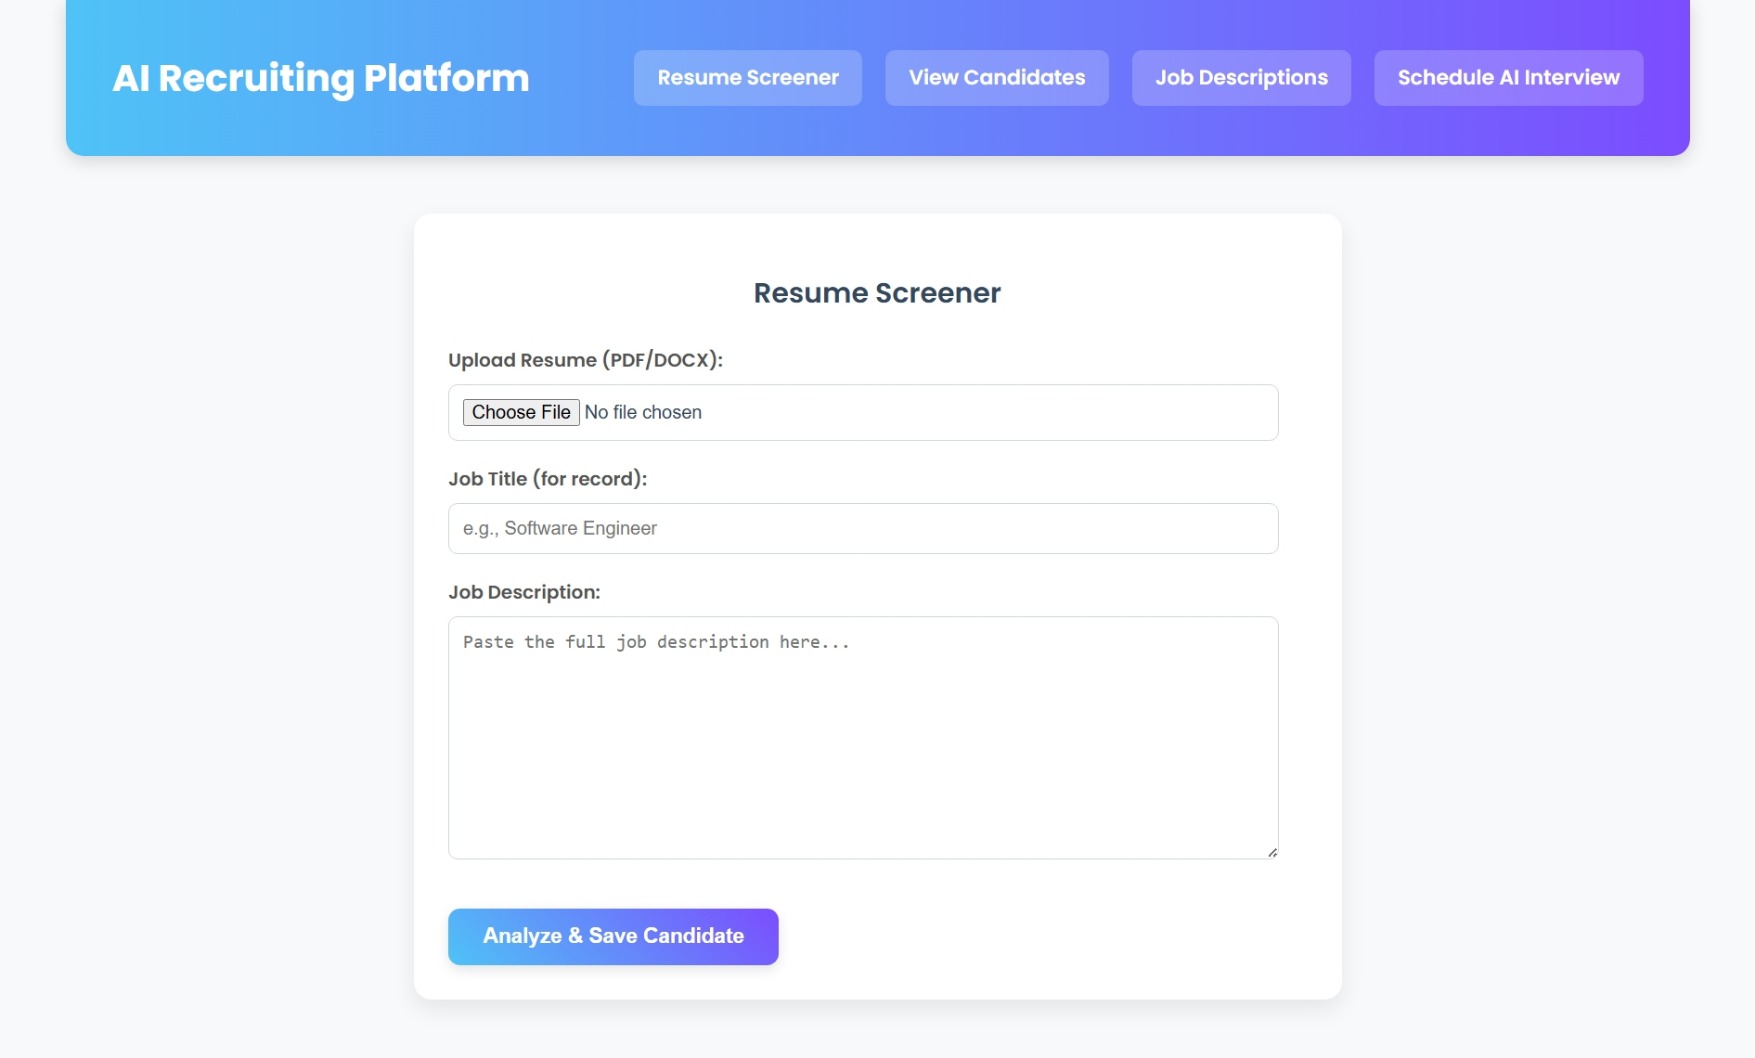 AI Recruiting Platform
Resume Screener
View Candidates
Job Descriptions
Schedule AI Interview
Resume Screener
Upload Resume (PDF/DOCX):
Choose File No file chosen
Job Title (for record):
e.g., Software Engineer
Job Description:
Paste the full job description here...
Analyze & Save Candidate